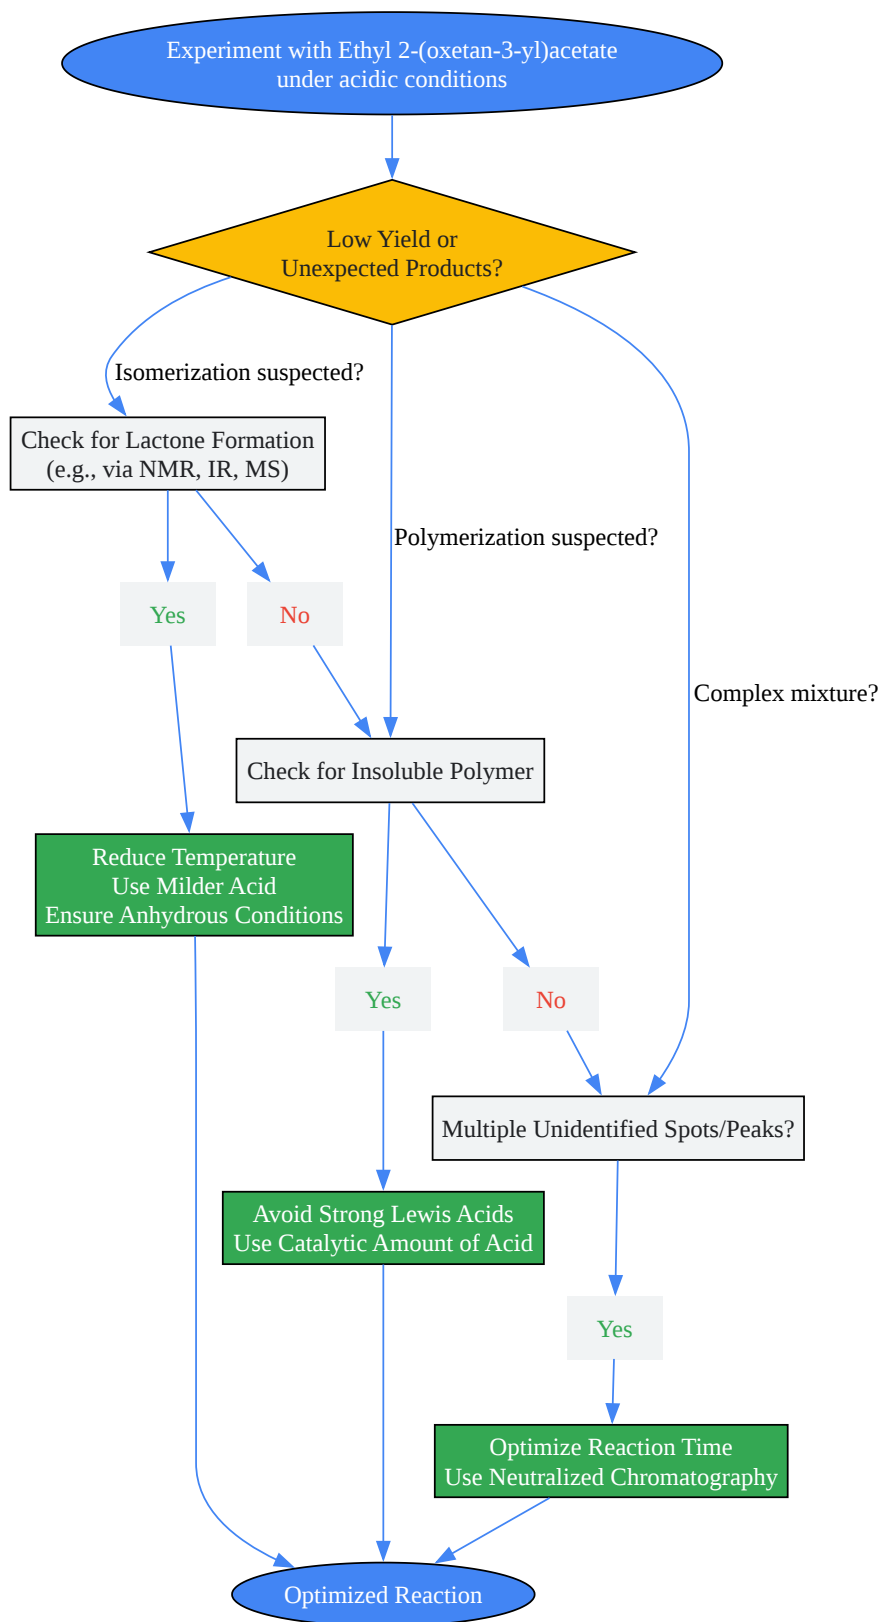 Experiment with Ethyl 2-(oxetan-3-yl)acetate
under acidic conditions
Low Yield or
Unexpected Products?
Isomerization suspected?
Check for Lactone Formation
(e.g., via NMR, IR, MS)
Polymerization suspected?
Yes
No
Complex mixture?
Check for Insoluble Polymer
Reduce Temperature
Use Milder Acid
Ensure Anhydrous Conditions
Yes
No
Multiple Unidentified Spots/Peaks?
Avoid Strong Lewis Acids
Use Catalytic Amount of Acid
Yes
Optimize Reaction Time
Use Neutralized Chromatography
Optimized Reaction